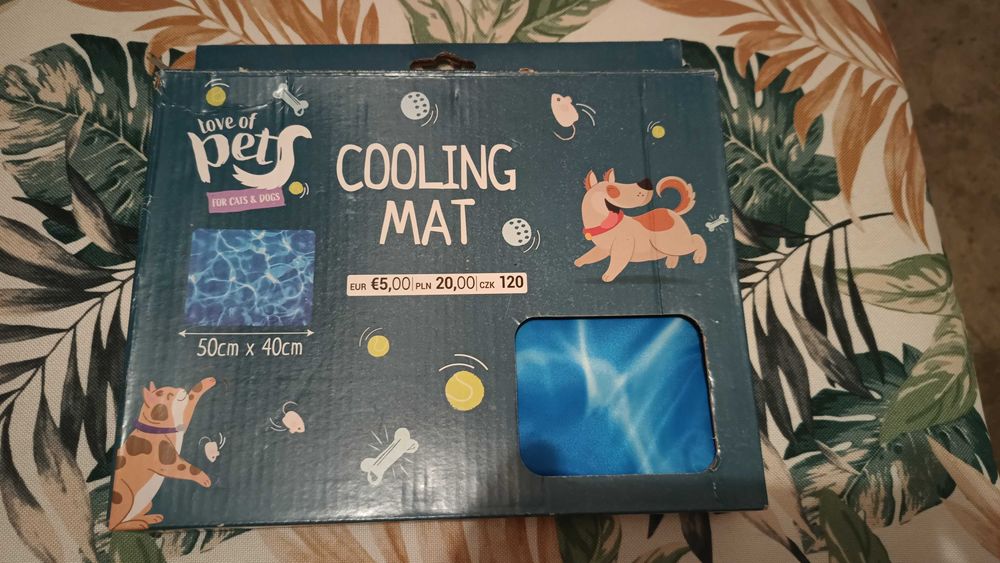 Love of
pets
FOR CATS & DOGS
COOLING
MAT
EUR €5,00 PLN 20,00 CZK 120
50cm x 40cm